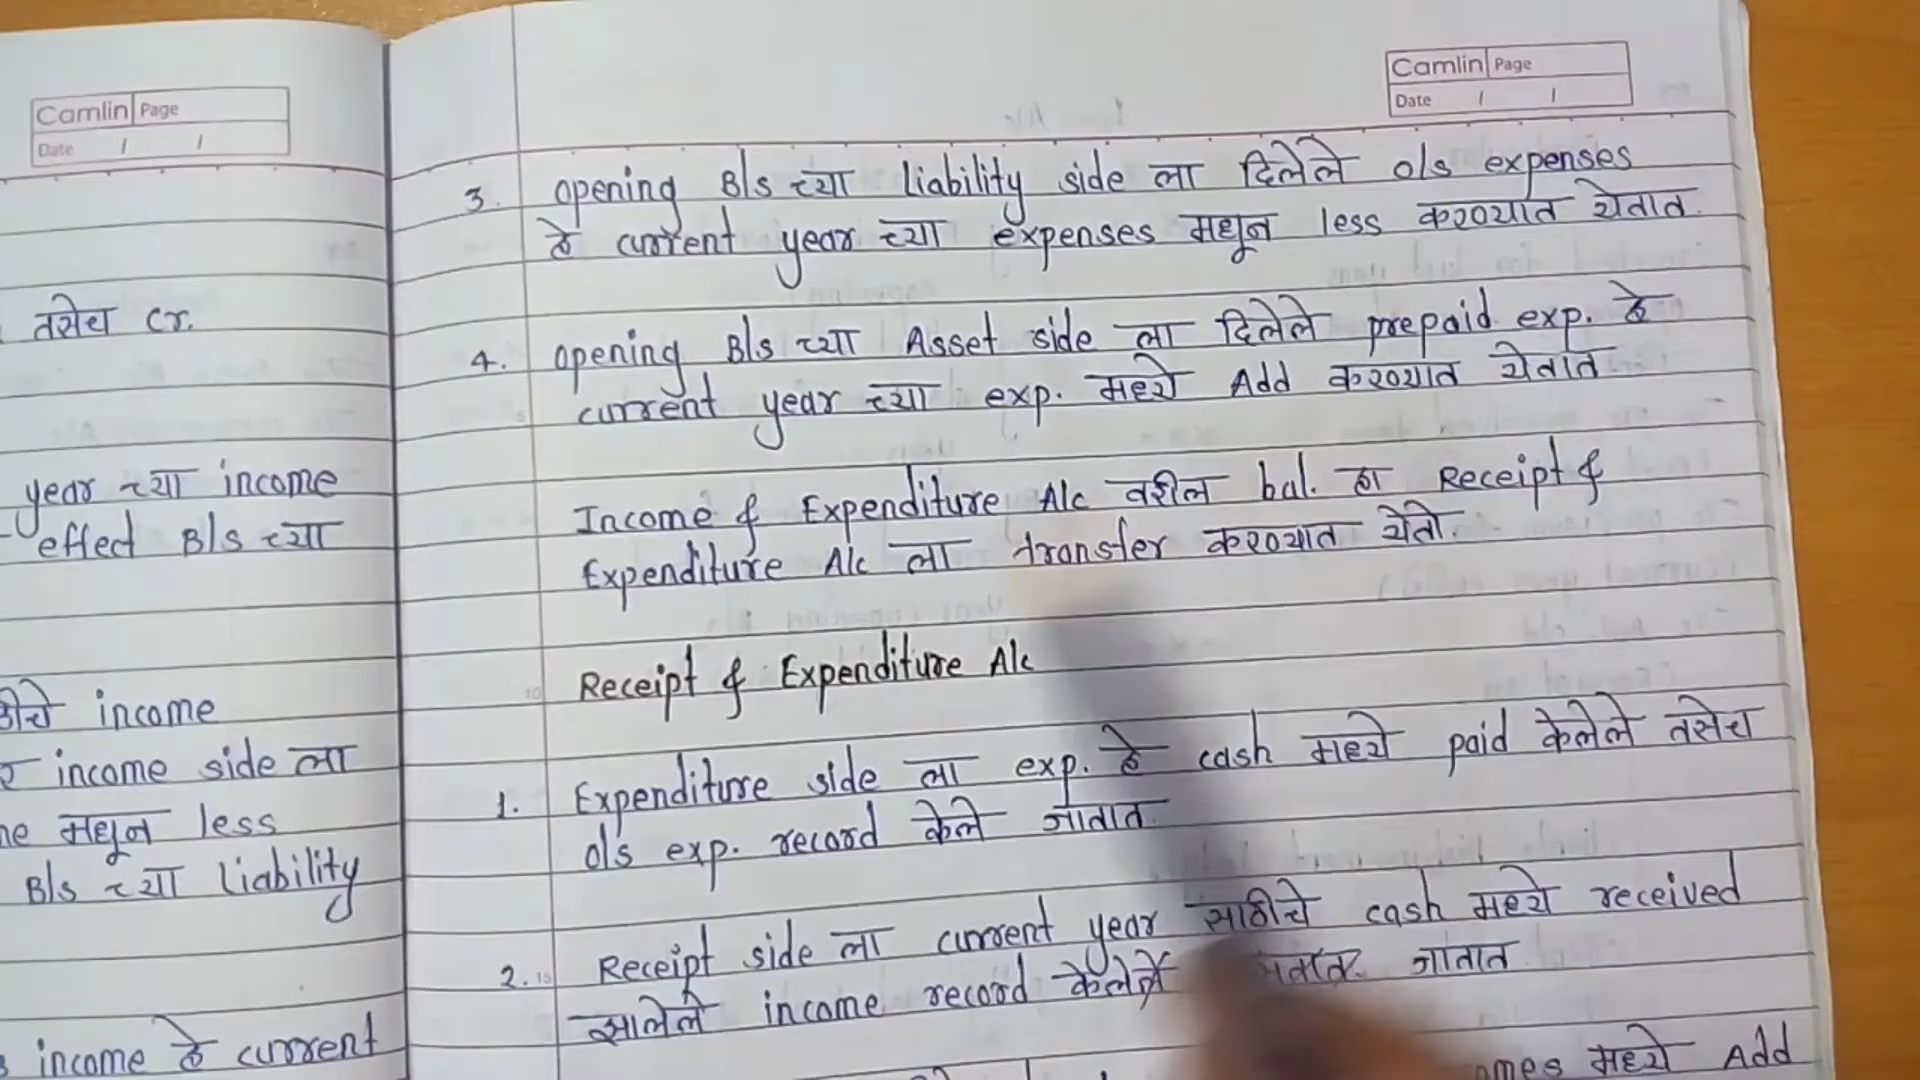 Camlin Page
Date / /
तसेच cr.
year च्या income
effect B/s च्या
income
income side ला
मधून less
B/s च्या liability
income हे current
Camlin Page
Date / /
3. opening B/s च्या liability side ला दिलेले o/s expenses
हे current year च्या expenses मधून less करण्यात येतात.
4. opening B/s च्या Asset side ला दिलेले prepaid exp. हे
current year च्या exp. मध्ये Add करण्यात येतात
Income & Expenditure A/c वरील bal. हा Receipt &
Expenditure A/c ला transfer करण्यात येतो.
Receipt & Expenditure A/c
1. Expenditure side ला exp. हे cash मध्ये paid केलेले तसेच
o/s exp. record केले जातात.
2. Receipt side ला current year साठीचे cash मध्ये received
झालेले income record जातात
मध्ये Add